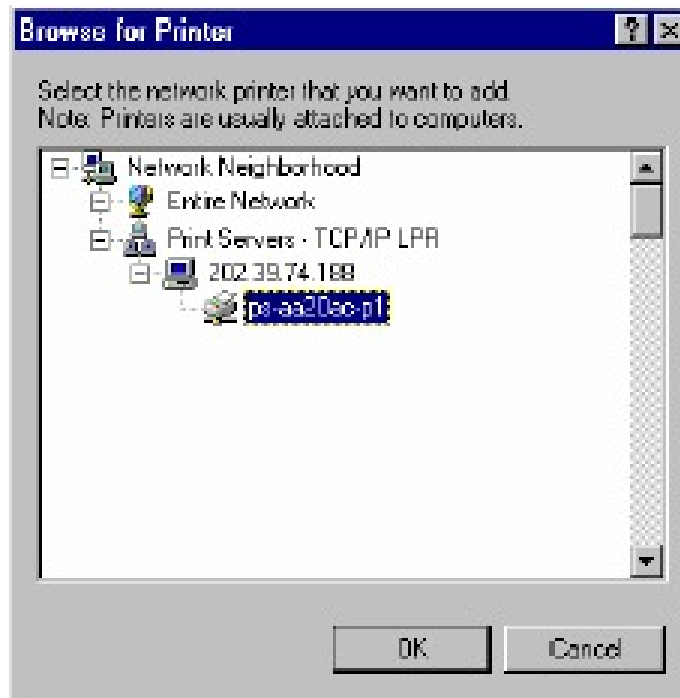 Browse for Printer
Select the network printer that you want to add.
Note: Printers are usually attached to computers.
Network Neighborhood
Entire Network
Print Servers - TCP/IP LPR
202.39.74.188
ps-aa20ac-p1
OK
Cancel